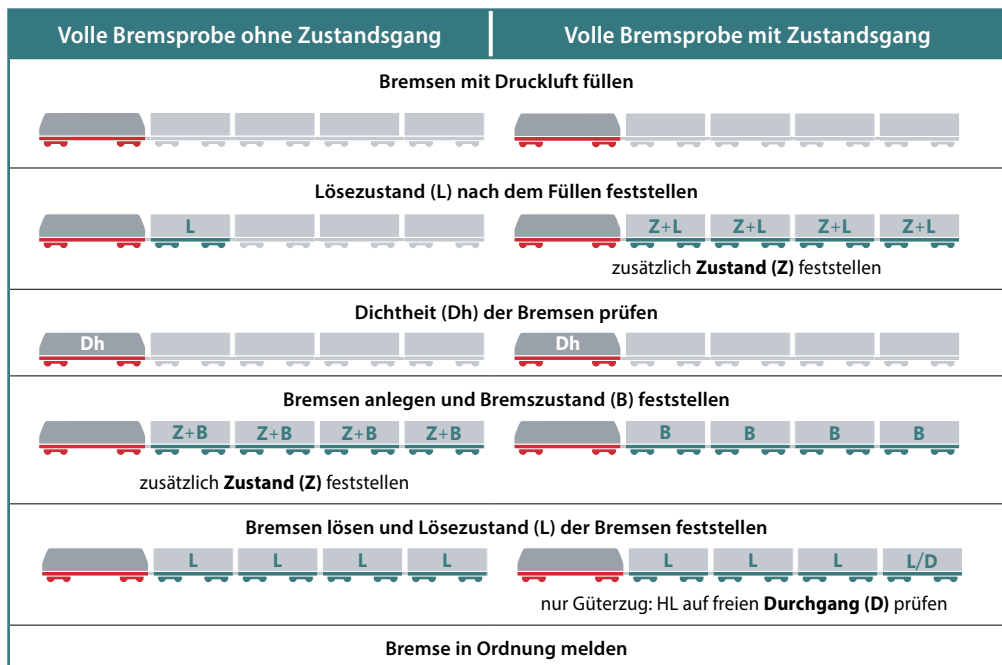 Volle Bremsprobe ohne Zustandsgang
Volle Bremsprobe mit Zustandsgang
Bremsen mit Druckluft füllen
Lösezustand (L) nach dem Füllen feststellen
L
Z+L Z+L Z+L Z+L
zusätzlich Zustand (Z) feststellen
Dichtheit (Dh) der Bremsen prüfen
Dh
Dh
Bremsen anlegen und Bremszustand (B) feststellen
Z+B Z+B Z+B Z+B
B B B B
zusätzlich Zustand (Z) feststellen
Bremsen lösen und Lösezustand (L) der Bremsen feststellen
L L L L
L L L L/D
nur Güterzug: HL auf freien Durchgang (D) prüfen
Bremse in Ordnung melden